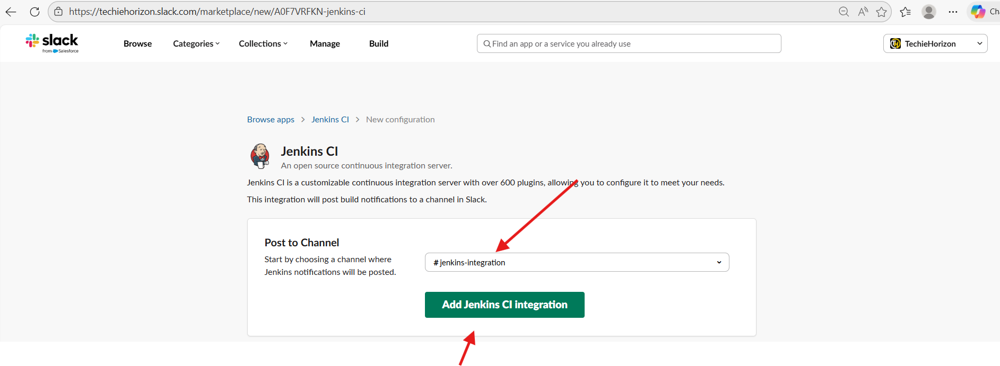 https://techiehorizon.slack.com/marketplace/new/A0F7VRFKN-jenkins-ci
slack
from Salesforce
Browse
Categories
Collections
Manage
Build
Find an app or a service you already use
TechieHorizon
Browse apps > Jenkins CI > New configuration
Jenkins CI
An open source continuous integration server.
Jenkins CI is a customizable continuous integration server with over 600 plugins, allowing you to configure it to meet your needs.
This integration will post build notifications to a channel in Slack.
Post to Channel
Start by choosing a channel where
Jenkins notifications will be posted.
#jenkins-integration
Add Jenkins CI integration